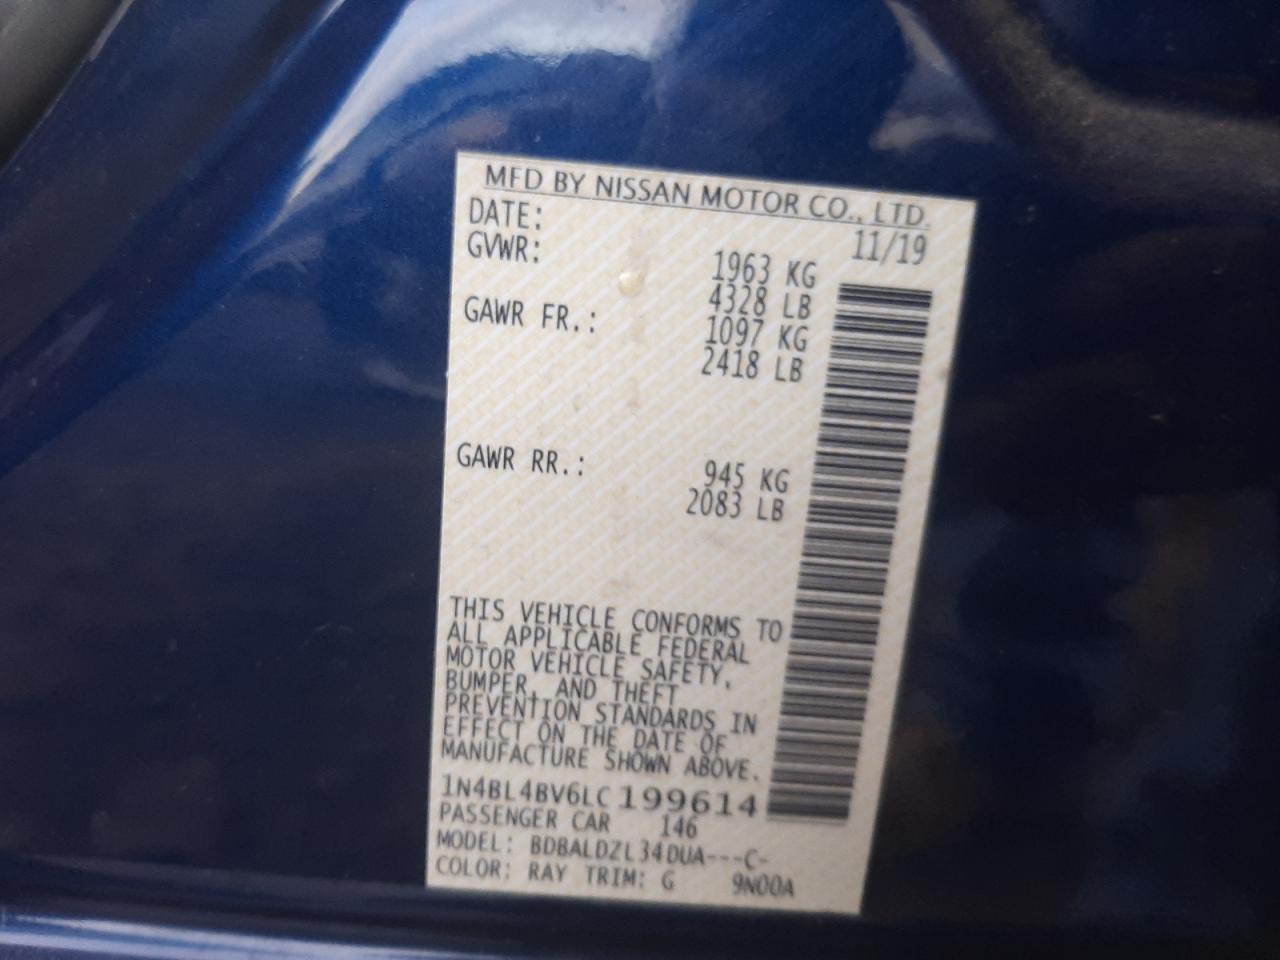 MFD BY NISSAN MOTOR CO., LTD.
DATE: 11/19
GVWR: 1963 KG
4328 LB
GAWR FR.: 1097 KG
2418 LB
GAWR RR.: 945 KG
2083 LB
THIS VEHICLE CONFORMS TO
ALL APPLICABLE FEDERAL
MOTOR VEHICLE SAFETY,
BUMPER, AND THEFT
PREVENTION STANDARDS IN
EFFECT ON THE DATE OF
MANUFACTURE SHOWN ABOVE.
1N4BL4BV6LC199614
PASSENGER CAR 146
MODEL: BDBALDZL34DUA---C-
COLOR: RAY TRIM: G 9N00A